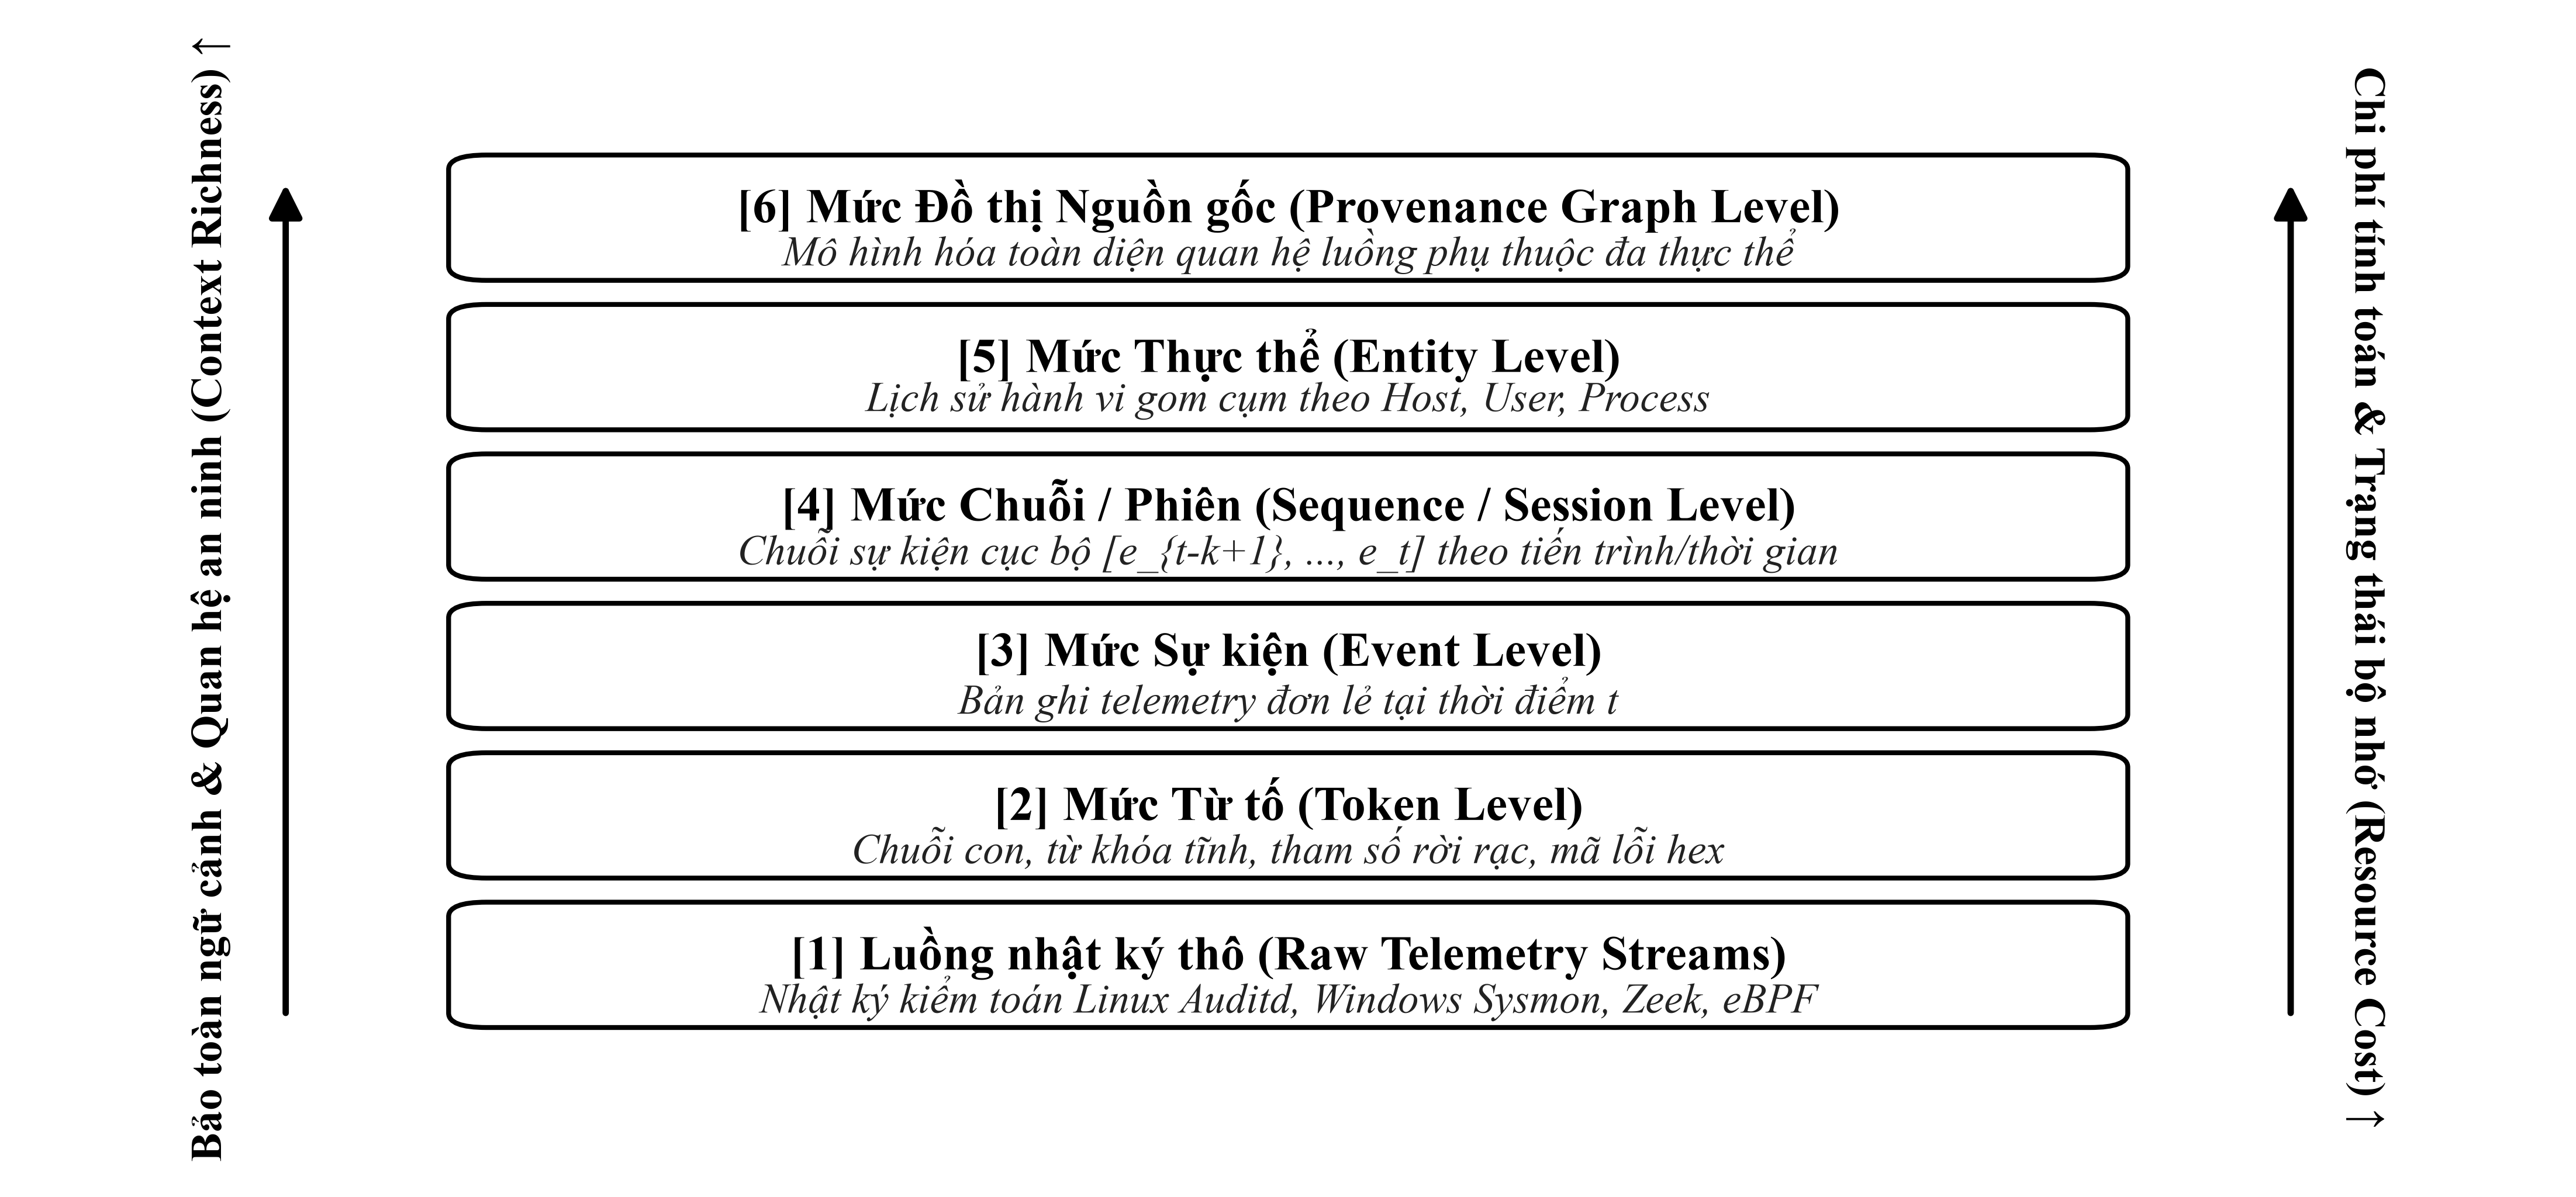 Bảo toàn ngữ cảnh & Quan hệ an ninh (Context Richness) ↑
[6] Mức Đồ thị Nguồn gốc (Provenance Graph Level)
Mô hình hóa toàn diện quan hệ luồng phụ thuộc đa thực thể
[5] Mức Thực thể (Entity Level)
Lịch sử hành vi gom cụm theo Host, User, Process
[4] Mức Chuỗi / Phiên (Sequence / Session Level)
Chuỗi sự kiện cục bộ [e_{t-k+1}, ..., e_t] theo tiến trình/thời gian
[3] Mức Sự kiện (Event Level)
Bản ghi telemetry đơn lẻ tại thời điểm t
[2] Mức Từ tố (Token Level)
Chuỗi con, từ khóa tĩnh, tham số rời rạc, mã lỗi hex
[1] Luồng nhật ký thô (Raw Telemetry Streams)
Nhật ký kiểm toán Linux Auditd, Windows Sysmon, Zeek, eBPF
Chi phí tính toán & Trạng thái bộ nhớ (Resource Cost) ↑